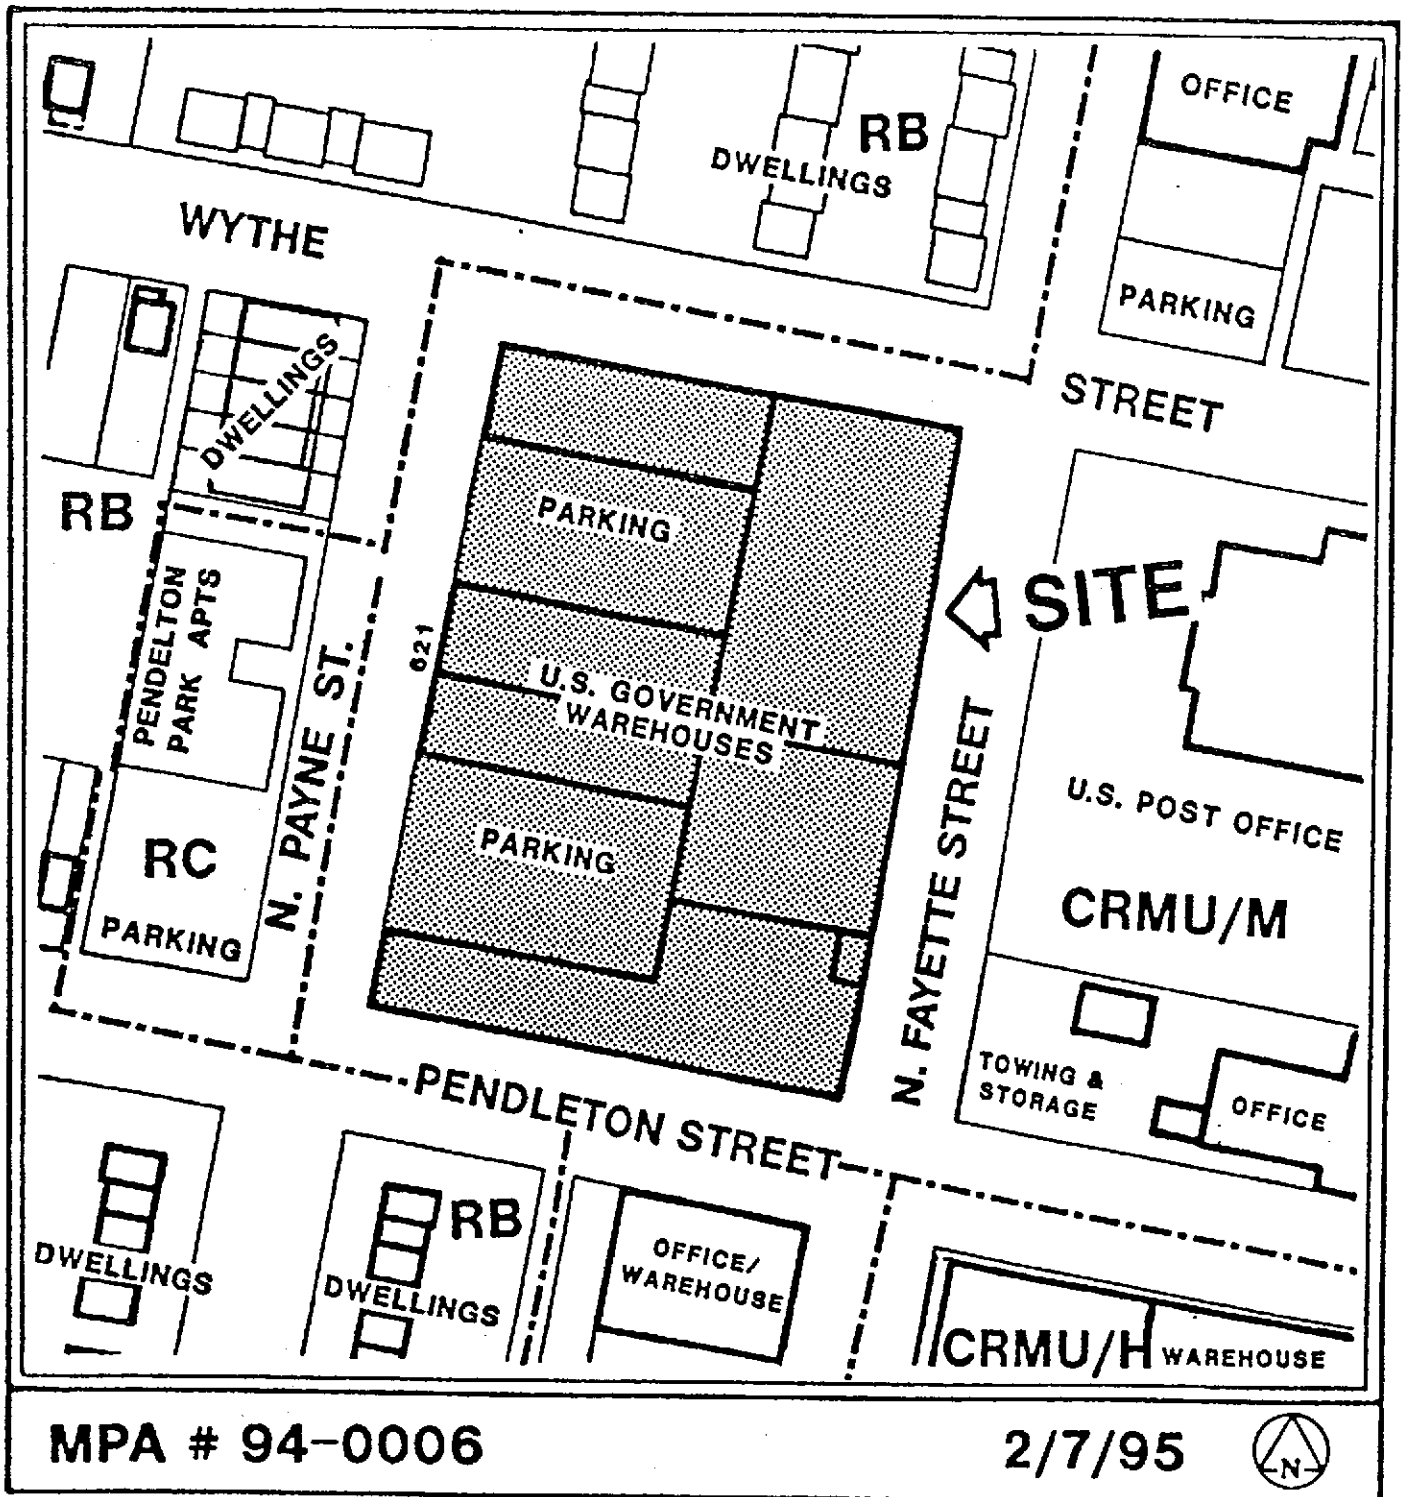 OFFICE
RB
DWELLINGS
WYTHE
PARKING
DWELLINGS
STREET
RB
PARKING
SITE
PENDELTON
PARK APTS
621
U.S. GOVERNMENT
WAREHOUSES
N. PAYNE ST.
N. FAYETTE STREET
U.S. POST OFFICE
RC
PARKING
PARKING
CRMU/M
TOWING &
STORAGE
OFFICE
PENDLETON STREET
RB
DWELLINGS
DWELLINGS
OFFICE/
WAREHOUSE
CRMU/H
WAREHOUSE
MPA # 94-0006
2/7/95
N